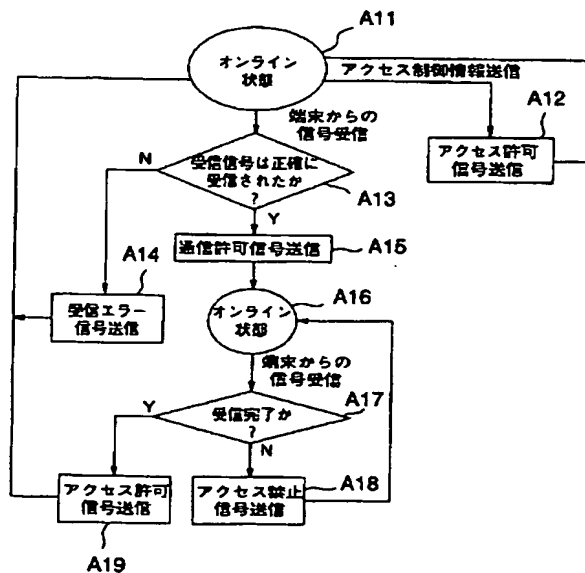 A11
オンライン
状態
アクセス制御情報送信
A12
アクセス許可
信号送信
端末からの
信号受信
N
受信信号は正確に
受信されたか
?
A13
Y
通信許可信号送信
A15
A14
受信エラー
信号送信
A16
オンライン
状態
端末からの
信号受信
Y
受信完了か
?
A17
N
アクセス許可
信号送信
アクセス禁止
信号送信
A18
A19